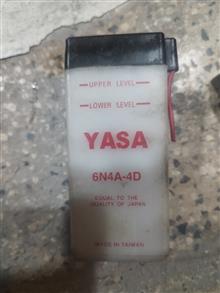 UPPER LEVEL
LOWER LEVEL
YASA
6N4A-4D
EQUAL TO THE
QUALITY OF JAPAN
MADE IN TAIWAN